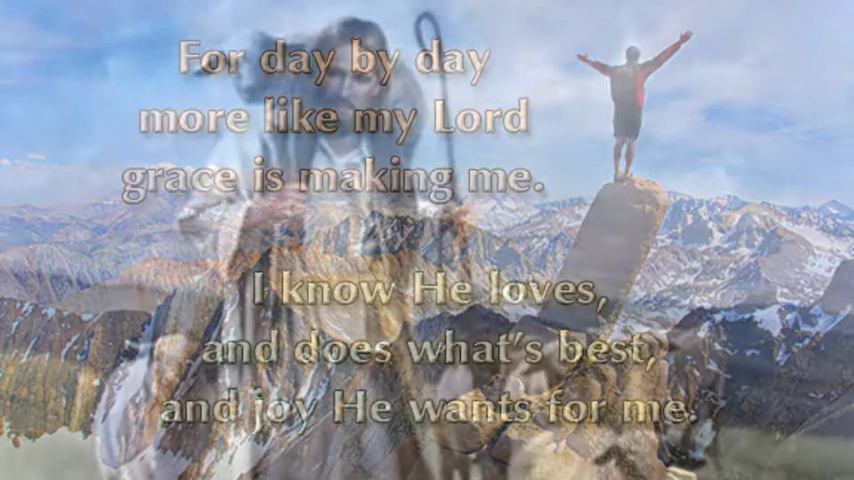 For day by day
more like my Lord
grace is making me.
I know He loves,
and does what's best,
and joy He wants for me.